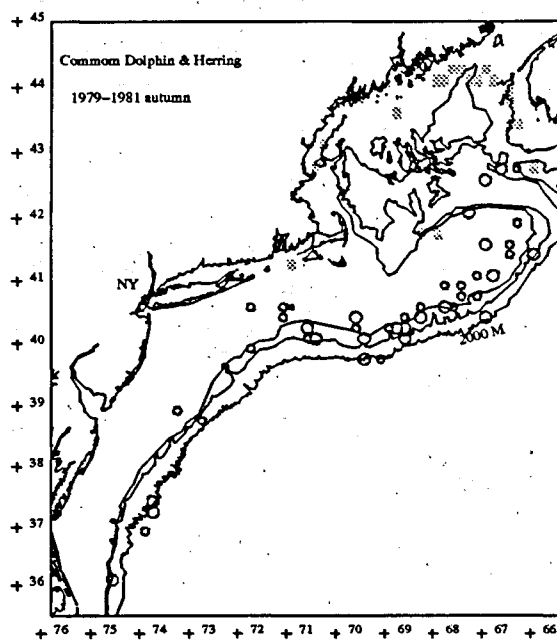 + 45
Commom Dolphin & Herring
+ 44
1979–1981 autumn
+ 43
+ 42
+ 41
NY
+ 40
2000 M
+ 39
+ 38
+ 37
+ 36
+ 76 + 75 + 74 + 73 + 72 + 71 + 70 + 69 + 68 + 67 + 66